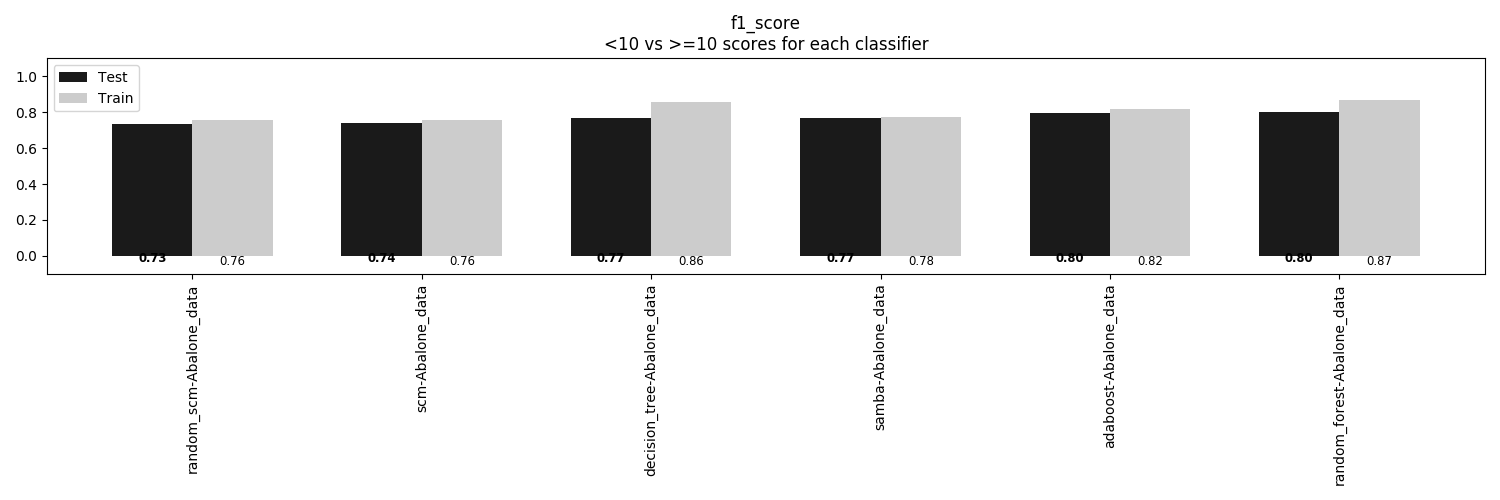 f1_score
<10 vs >=10 scores for each classifier
Test
Train
1.0
0.8
0.6
0.4
0.2
0.0
0.73
0.76
0.74
0.76
0.77
0.86
0.77
0.78
0.80
0.82
0.80
0.87
random_scm-Abalone_data
scm-Abalone_data
decision_tree-Abalone_data
samba-Abalone_data
adaboost-Abalone_data
random_forest-Abalone_data